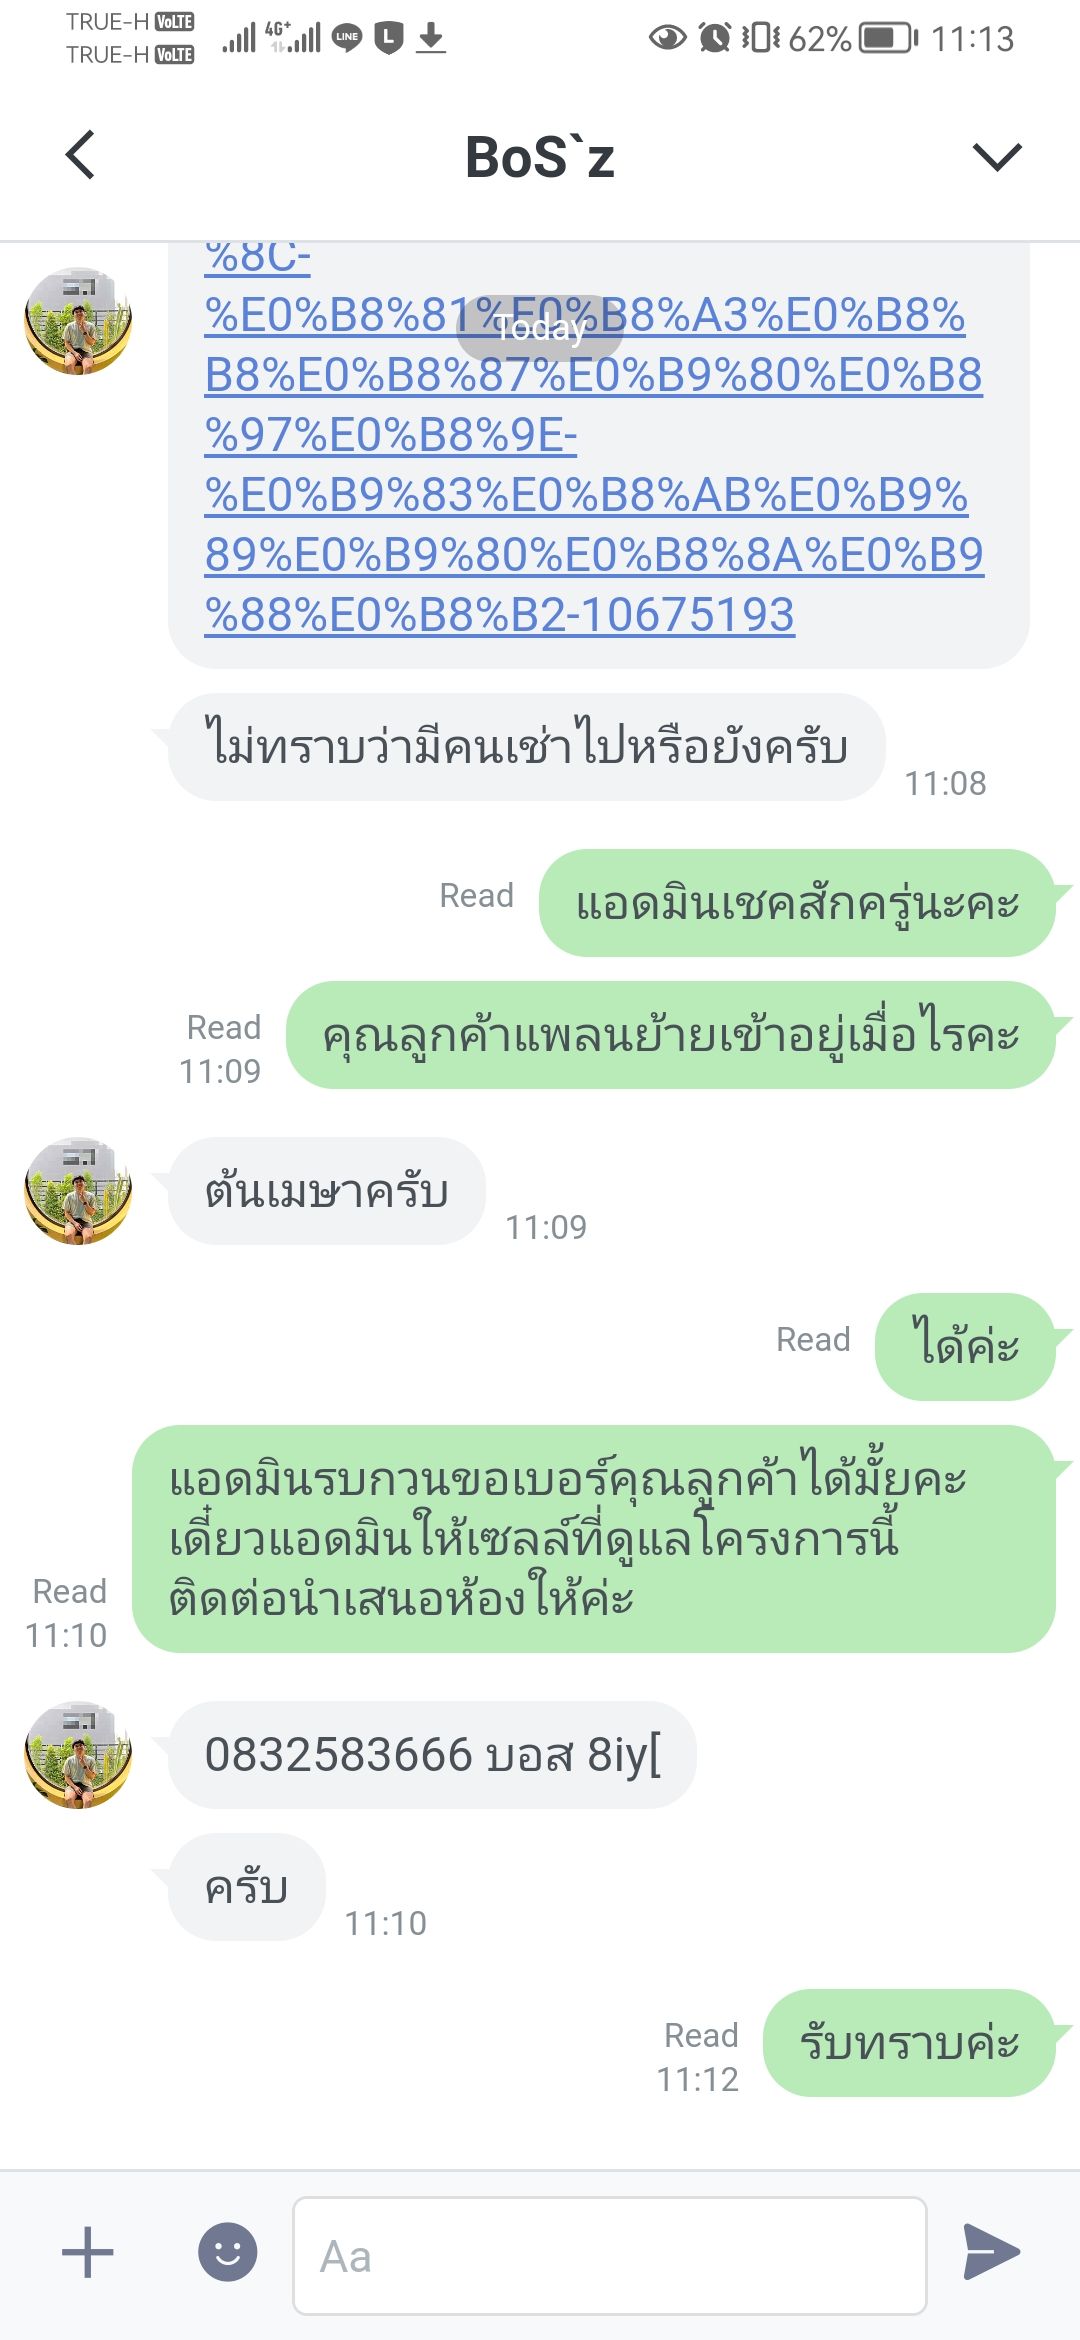 TRUE-H VoLTE
TRUE-H VoLTE
4G+
LINE
L
62%
11:13
BoS`z
%8C-
%E0%B8%81%E0%B8%A3%E0%B8%
Today
B8%E0%B8%87%E0%B9%80%E0%B8
%97%E0%B8%9E-
%E0%B9%83%E0%B8%AB%E0%B9%
89%E0%B9%80%E0%B8%8A%E0%B9
%88%E0%B8%B2-10675193
ไม่ทราบว่ามีคนเช่าไปหรือยังครับ
11:08
Read
แอดมินเชคสักครู่นะคะ
Read
11:09
คุณลูกค้าแพลนย้ายเข้าอยู่เมื่อไรคะ
ต้นเมษาครับ
11:09
Read
ได้ค่ะ
แอดมินรบกวนขอเบอร์คุณลูกค้าได้มั้ยคะ
เดี๋ยวแอดมินให้เซลล์ที่ดูแลโครงการนี้
ติดต่อนำเสนอห้องให้ค่ะ
Read
11:10
0832583666 บอส 8iy[
ครับ
11:10
Read
11:12
รับทราบค่ะ
Aa